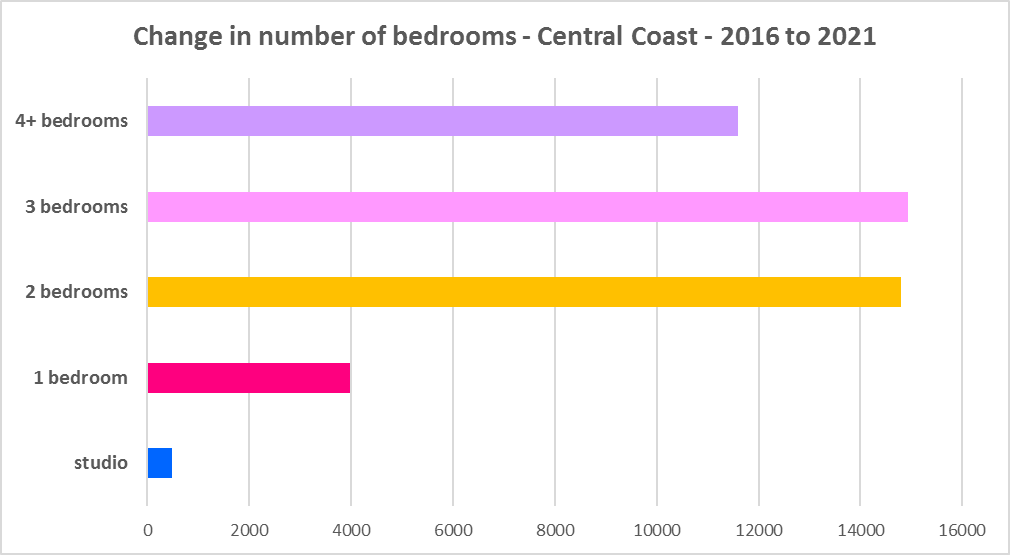 Change in number of bedrooms - Central Coast - 2016 to 2021
4+ bedrooms
3 bedrooms
2 bedrooms
1 bedroom
studio
0 2000 4000 6000 8000 10000 12000 14000 16000